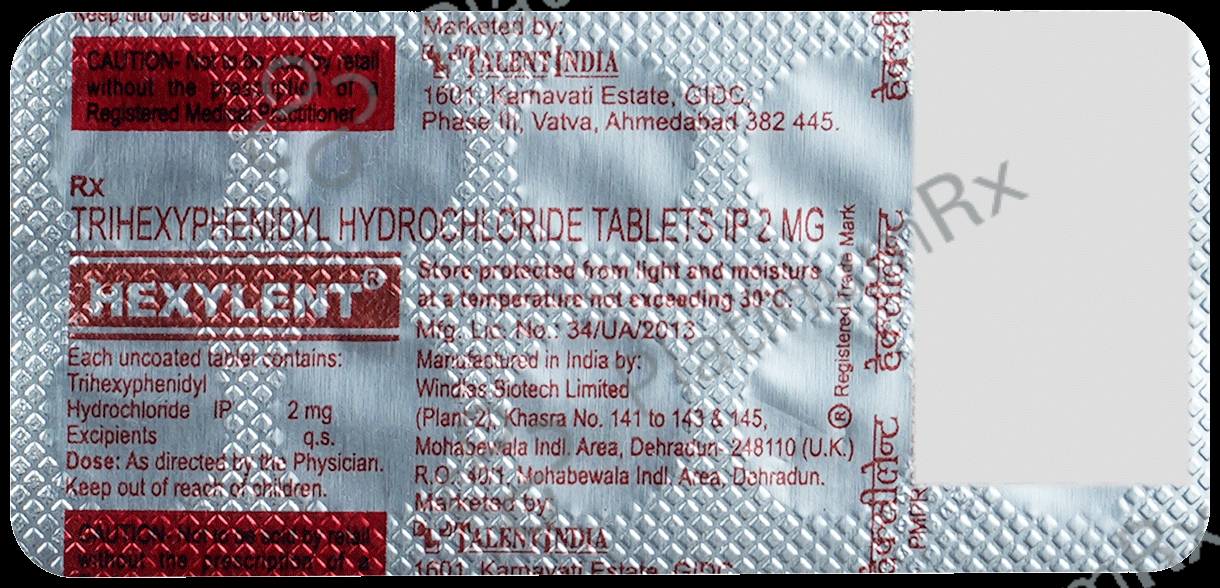 Keep out of reach of children.
CAUTION- Not to be sold by retail
without the prescription of a
Registered Medical Practitioner
Rx
TRIHEXYPHENIDYL HYDROCHLORIDE TABLETS IP 2 MG
HEXYLENT®
Each uncoated tablet contains:
Trihexyphenidyl
Hydrochloride IP 2 mg
Excipients q.s.
Dose: As directed by the Physician.
Keep out of reach of children.
CAUTION- Not to be sold by retail
without the prescription of a
Marketed by:
TALENT INDIA
1601, Karnavati Estate, GIDC,
Phase III, Vatva, Ahmedabad 382 445.
Store protected from light and moisture
at a temperature not exceeding 30°C.
Mfg. Lic. No.: 34/UA/2013
Manufactured in India by:
Windlas Biotech Limited
(Plant-2), Khasra No. 141 to 143 & 145,
Mohabewala Indl. Area, Dehradun- 248110 (U.K.)
R.O.: 40/1, Mohabewala Indl. Area, Dehradun.
Marketed by:
TALENT INDIA
1601, Karnavati Estate, GIDC,
® Registered Trade Mark
हेक्सीलेन्ट हेक्सीलेन्ट
PMPR
PlatinumRx